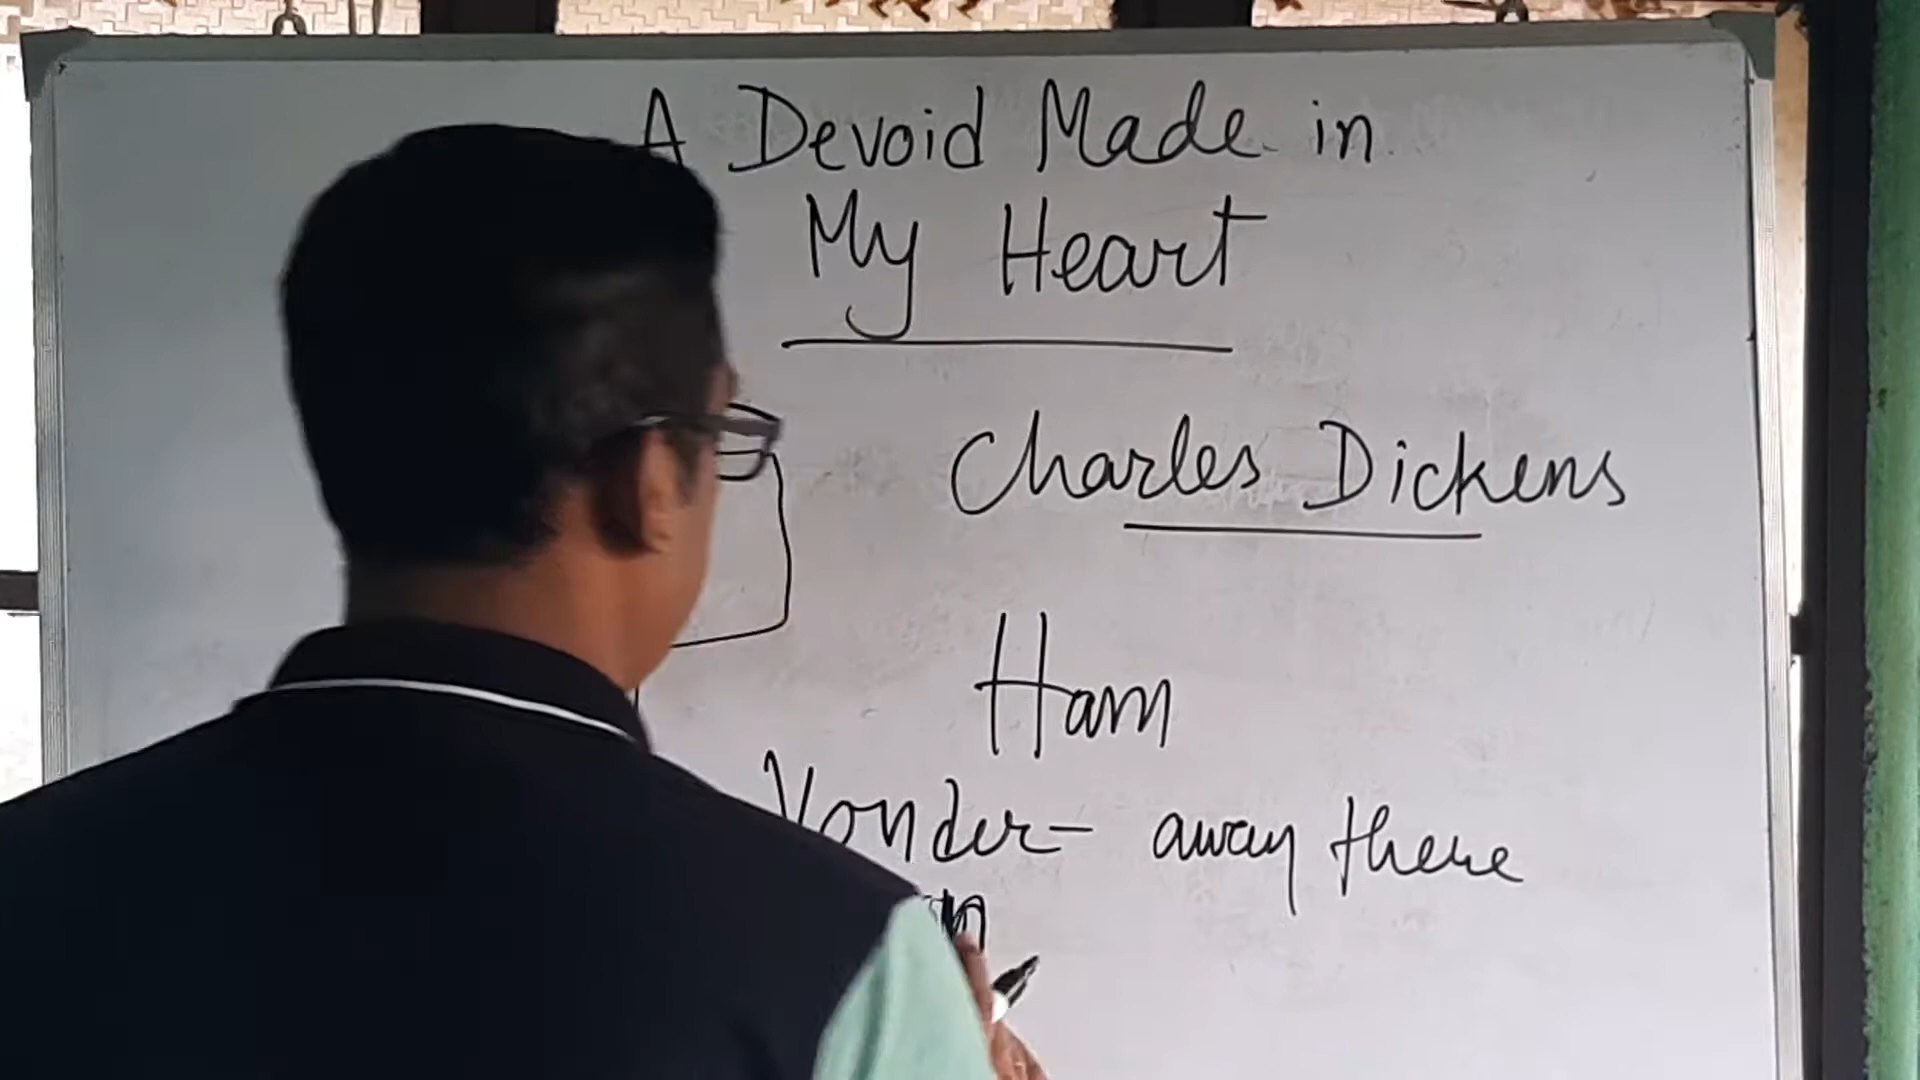 A Devoid Made in
My Heart
Charles Dickens
Ham
Yonder- away there